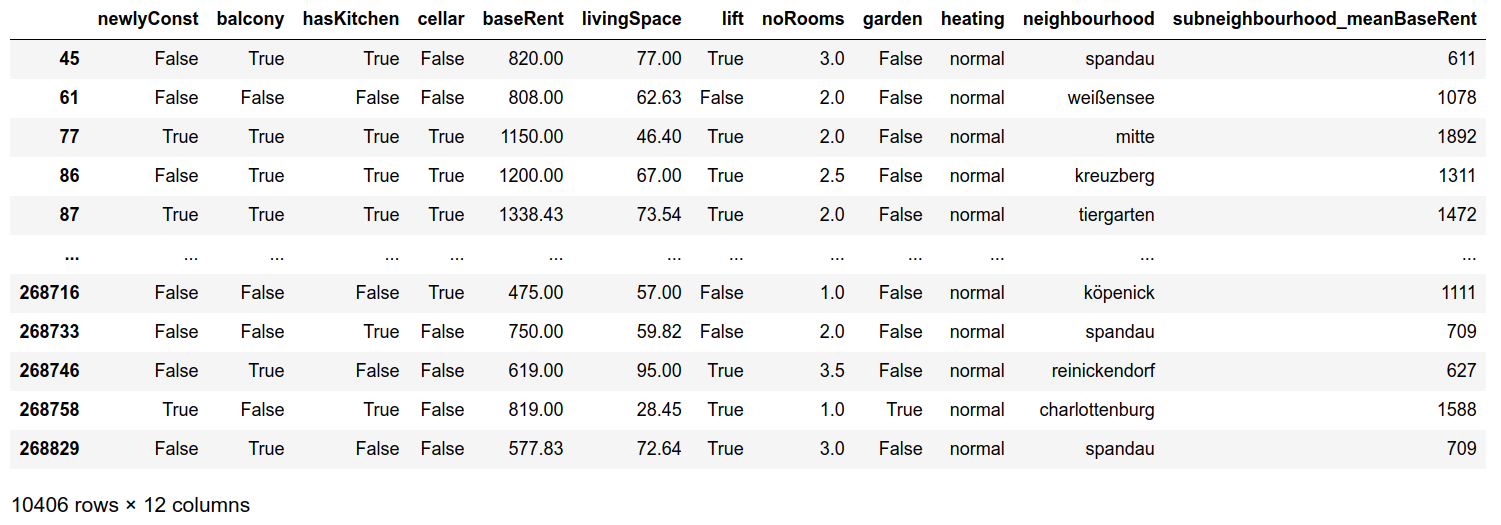 newlyConst balcony hasKitchen cellar baseRent livingSpace lift noRooms garden heating neighbourhood subneighbourhood_meanBaseRent
45 False True True False 820.00 77.00 True 3.0 False normal spandau 611
61 False False False False 808.00 62.63 False 2.0 False normal weißensee 1078
77 True True True True 1150.00 46.40 True 2.0 False normal mitte 1892
86 False True True True 1200.00 67.00 True 2.5 False normal kreuzberg 1311
87 True True True True 1338.43 73.54 True 2.0 False normal tiergarten 1472
... ... ... ... ... ... ... ... ... ... ... ... ...
268716 False False False True 475.00 57.00 False 1.0 False normal köpenick 1111
268733 False False True False 750.00 59.82 False 2.0 False normal spandau 709
268746 False True False False 619.00 95.00 True 3.5 False normal reinickendorf 627
268758 True False True False 819.00 28.45 True 1.0 True normal charlottenburg 1588
268829 False True False False 577.83 72.64 True 3.0 False normal spandau 709
10406 rows × 12 columns